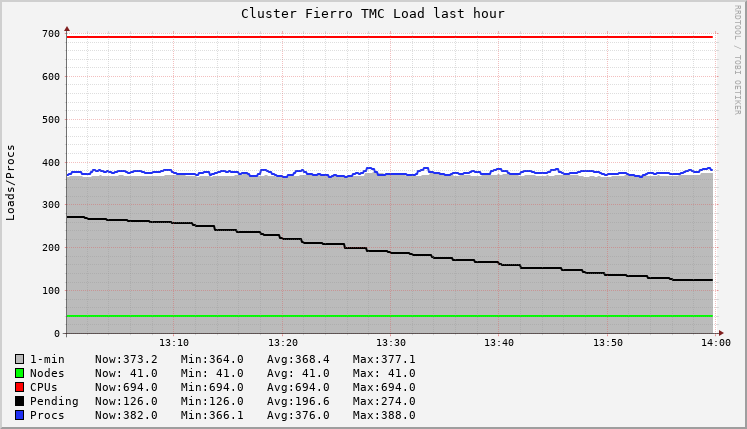 Cluster Fierro TMC Load last hour
RRDTOOL / TOBI OETIKER
Loads/Procs
700
600
500
400
300
200
100
0
13:10 13:20 13:30 13:40 13:50 14:00
1-min Now:373.2 Min:364.0 Avg:368.4 Max:377.1
Nodes Now: 41.0 Min: 41.0 Avg: 41.0 Max: 41.0
CPUs Now:694.0 Min:694.0 Avg:694.0 Max:694.0
Pending Now:126.0 Min:126.0 Avg:196.6 Max:274.0
Procs Now:382.0 Min:366.1 Avg:376.0 Max:388.0